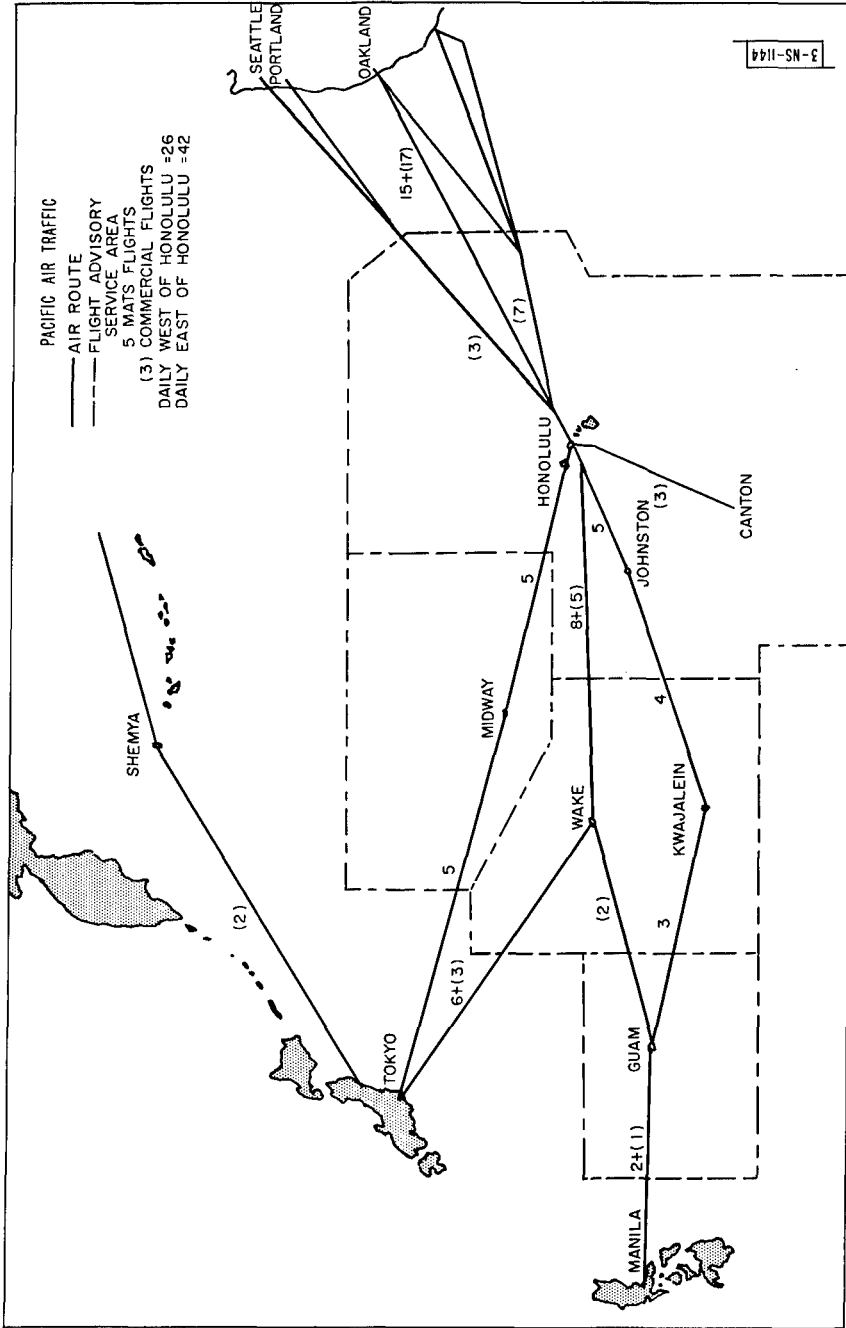 PACIFIC AIR TRAFFIC
AIR ROUTE
FLIGHT ADVISORY
SERVICE AREA
5 MATS FLIGHTS
(3) COMMERCIAL FLIGHTS
DAILY WEST OF HONOLULU =26
DAILY EAST OF HONOLULU =42
SEATTLE
PORTLAND
OAKLAND
15+(17)
(3)
(7)
SHEMYA
(2)
HONOLULU
5
MIDWAY
5
TOKYO
6+(3)
8+(5)
5
JOHNSTON
(3)
CANTON
WAKE
4
KWAJALEIN
(2)
3
GUAM
2+(1)
MANILA
3-NS-1144